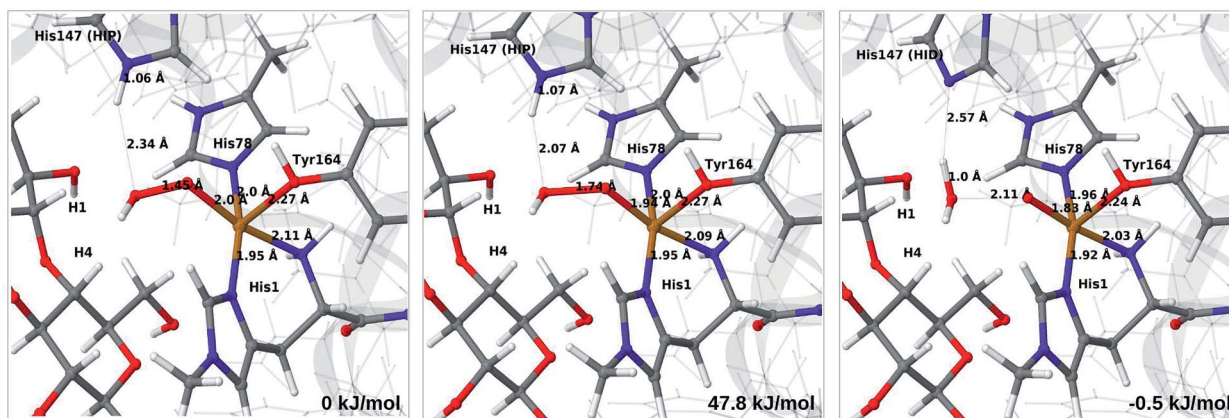 His147 (HIP)
1.06 Å
2.34 Å
His78
Tyr164
1.45 Å
2.0 Å
2.0 Å
2.27 Å
H1
2.11 Å
H4
1.95 Å
His1
0 kJ/mol
His147 (HIP)
1.07 Å
2.07 Å
His78
Tyr164
1.74 Å
2.0 Å
1.94 Å
2.27 Å
H1
2.09 Å
H4
1.95 Å
His1
47.8 kJ/mol
His147 (HID)
2.57 Å
His78
Tyr164
1.0 Å
2.11 Å
1.96 Å
1.83 Å
2.24 Å
H1
2.03 Å
H4
1.92 Å
His1
-0.5 kJ/mol